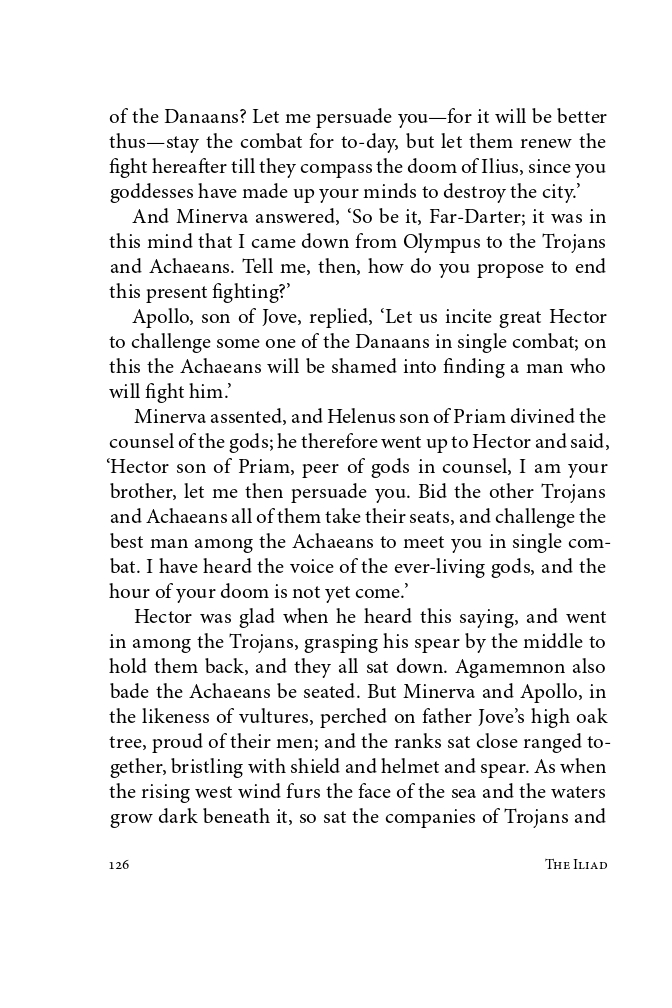 of the Danaans? Let me persuade you—for it will be better
thus—stay the combat for to-day, but let them renew the
fight hereafter till they compass the doom of Ilius, since you
goddesses have made up your minds to destroy the city.’
And Minerva answered, ‘So be it, Far-Darter; it was in
this mind that I came down from Olympus to the Trojans
and Achaeans. Tell me, then, how do you propose to end
this present fighting?’
Apollo, son of Jove, replied, ‘Let us incite great Hector
to challenge some one of the Danaans in single combat; on
this the Achaeans will be shamed into finding a man who
will fight him.’
Minerva assented, and Helenus son of Priam divined the
counsel of the gods; he therefore went up to Hector and said,
‘Hector son of Priam, peer of gods in counsel, I am your
brother, let me then persuade you. Bid the other Trojans
and Achaeans all of them take their seats, and challenge the
best man among the Achaeans to meet you in single com-
bat. I have heard the voice of the ever-living gods, and the
hour of your doom is not yet come.’
Hector was glad when he heard this saying, and went
in among the Trojans, grasping his spear by the middle to
hold them back, and they all sat down. Agamemnon also
bade the Achaeans be seated. But Minerva and Apollo, in
the likeness of vultures, perched on father Jove’s high oak
tree, proud of their men; and the ranks sat close ranged to-
gether, bristling with shield and helmet and spear. As when
the rising west wind furs the face of the sea and the waters
grow dark beneath it, so sat the companies of Trojans and
126 The Iliad